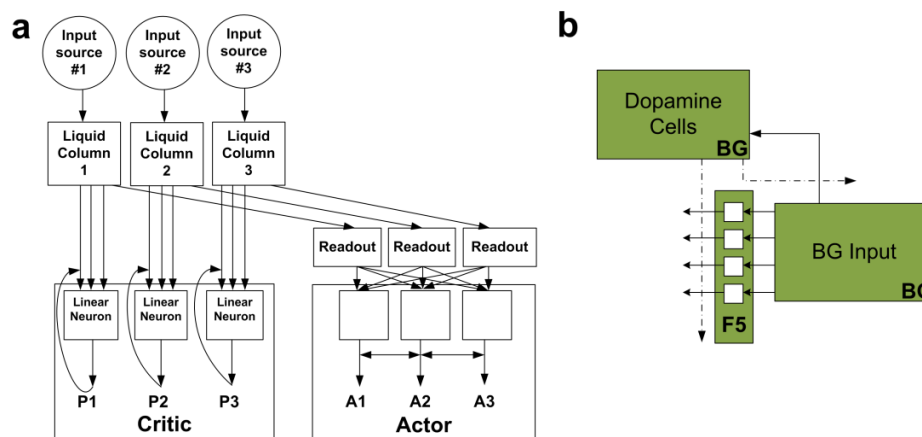 a
Input
source
#1
Input
source
#2
Input
source
#3
Liquid
Column
1
Liquid
Column
2
Liquid
Column
3
Readout
Readout
Readout
Linear
Neuron
Linear
Neuron
Linear
Neuron
P1
P2
P3
Critic
A1
A2
A3
Actor
b
Dopamine
Cells
BG
BG Input
F5